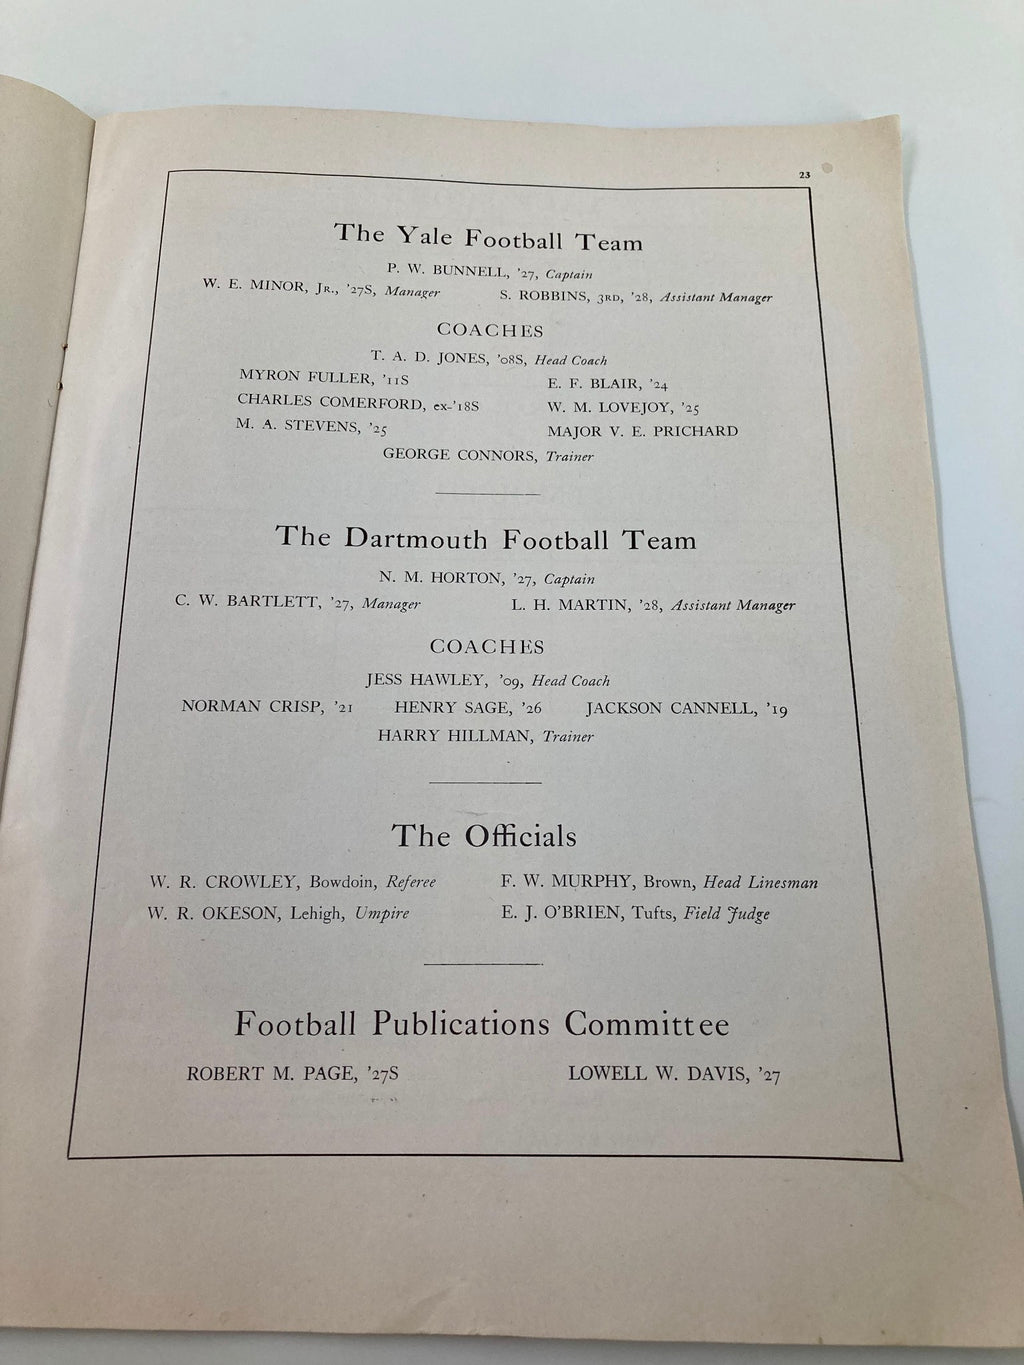 23
The Yale Football Team
P. W. BUNNELL, '27, Captain
W. E. MINOR, JR., '27S, Manager S. ROBBINS, 3RD, '28, Assistant Manager
COACHES
T. A. D. JONES, '08S, Head Coach
MYRON FULLER, '11S E. F. BLAIR, '24
CHARLES COMERFORD, ex-'18S W. M. LOVEJOY, '25
M. A. STEVENS, '25 MAJOR V. E. PRICHARD
GEORGE CONNORS, Trainer
The Dartmouth Football Team
N. M. HORTON, '27, Captain
C. W. BARTLETT, '27, Manager L. H. MARTIN, '28, Assistant Manager
COACHES
JESS HAWLEY, '09, Head Coach
NORMAN CRISP, '21 HENRY SAGE, '26 JACKSON CANNELL, '19
HARRY HILLMAN, Trainer
The Officials
W. R. CROWLEY, Bowdoin, Referee F. W. MURPHY, Brown, Head Linesman
W. R. OKESON, Lehigh, Umpire E. J. O'BRIEN, Tufts, Field Judge
Football Publications Committee
ROBERT M. PAGE, '27S LOWELL W. DAVIS, '27